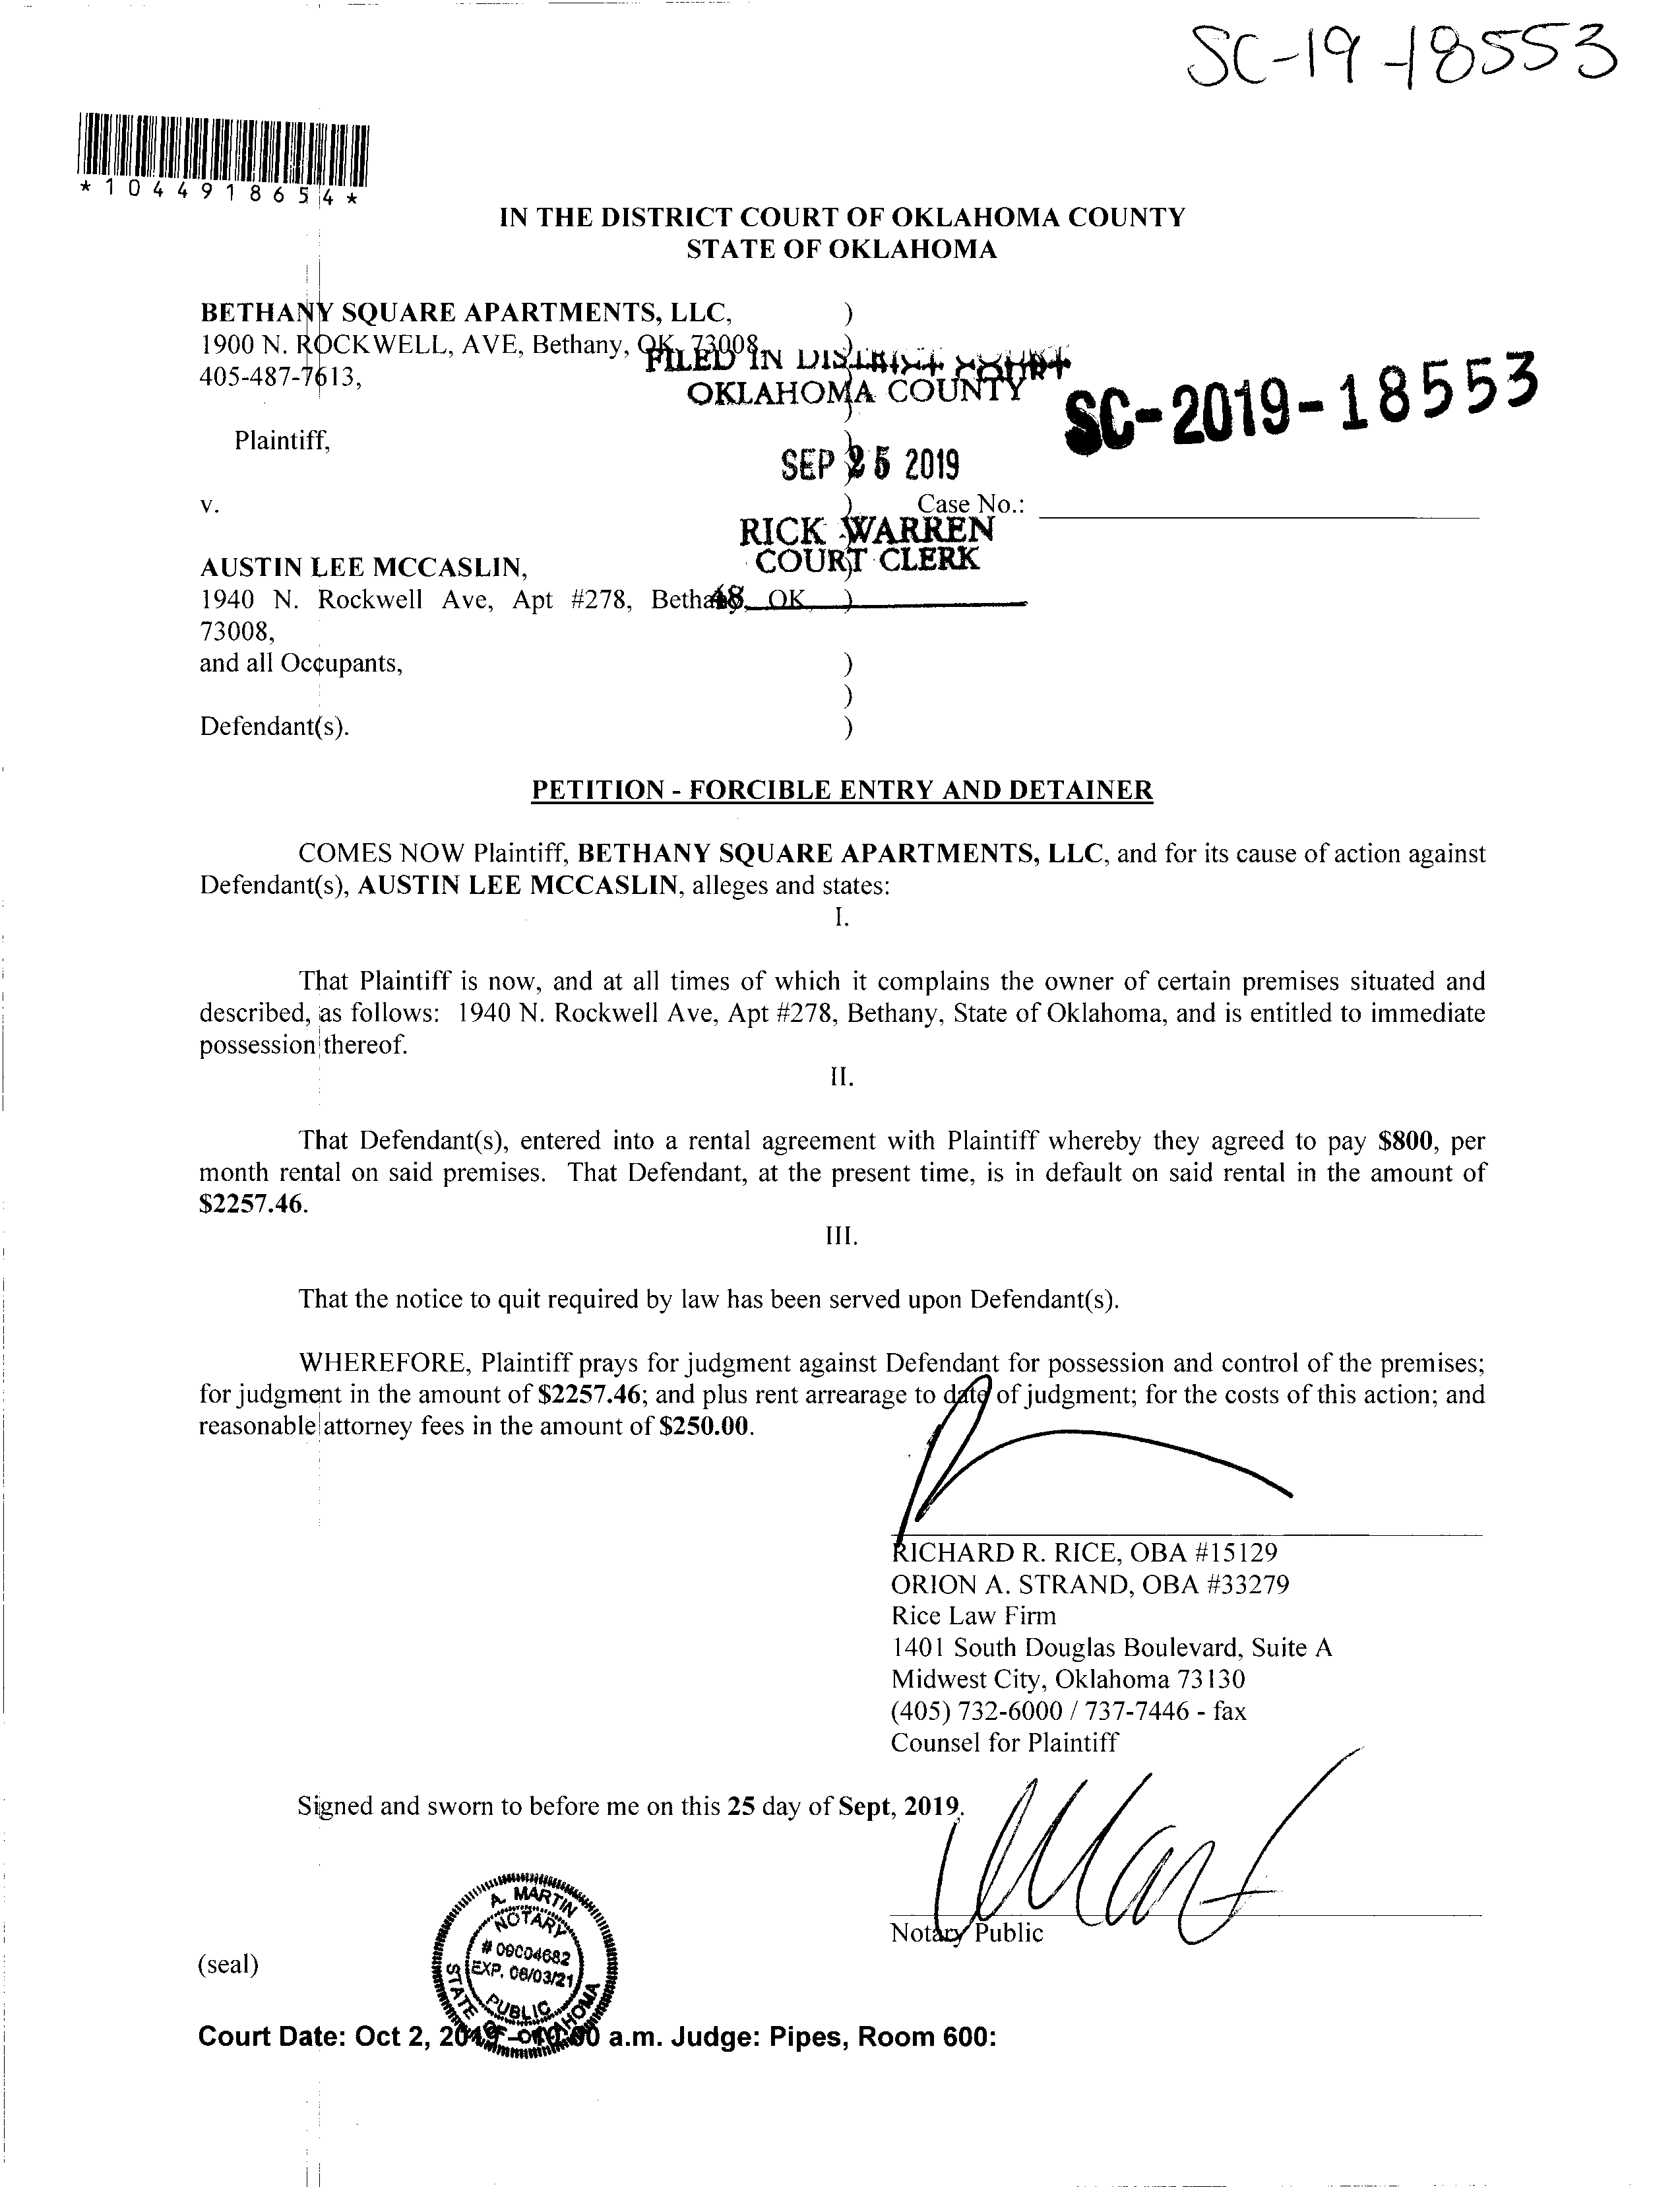 SC-19-18553
*1044918654*
IN THE DISTRICT COURT OF OKLAHOMA COUNTY
STATE OF OKLAHOMA
BETHANY SQUARE APARTMENTS, LLC, )
1900 N. ROCKWELL, AVE, Bethany, OK, 73008, )
FILED IN DISTRICT COURT
405-487-7613,
OKLAHOMA COUNTY
SC-2019-18553
Plaintiff, )
SEP 25 2019
v. ) Case No.:
RICK WARREN
COURT CLERK
AUSTIN LEE MCCASLIN, )
1940 N. Rockwell Ave, Apt #278, Bethany, OK )
48
73008,
and all Occupants, )
)
Defendant(s). )
PETITION - FORCIBLE ENTRY AND DETAINER
COMES NOW Plaintiff, BETHANY SQUARE APARTMENTS, LLC, and for its cause of action against
Defendant(s), AUSTIN LEE MCCASLIN, alleges and states:
I.
That Plaintiff is now, and at all times of which it complains the owner of certain premises situated and
described, as follows: 1940 N. Rockwell Ave, Apt #278, Bethany, State of Oklahoma, and is entitled to immediate
possession thereof.
II.
That Defendant(s), entered into a rental agreement with Plaintiff whereby they agreed to pay $800, per
month rental on said premises. That Defendant, at the present time, is in default on said rental in the amount of
$2257.46.
III.
That the notice to quit required by law has been served upon Defendant(s).
WHEREFORE, Plaintiff prays for judgment against Defendant for possession and control of the premises;
for judgment in the amount of $2257.46; and plus rent arrearage to date of judgment; for the costs of this action; and
reasonable attorney fees in the amount of $250.00.
RICHARD R. RICE, OBA #15129
ORION A. STRAND, OBA #33279
Rice Law Firm
1401 South Douglas Boulevard, Suite A
Midwest City, Oklahoma 73130
(405) 732-6000 / 737-7446 - fax
Counsel for Plaintiff
Signed and sworn to before me on this 25 day of Sept, 2019.
Notary Public
(seal)
A. MARTIN
NOTARY
# 09004682
EXP. 06/03/21
PUBLIC
STATE OF OKLAHOMA
Court Date: Oct 2, 2019 a.m. Judge: Pipes, Room 600: